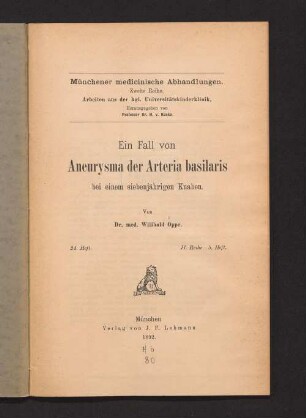 Münchener medicinische Abhandlungen.
Zweite Reihe.
Arbeiten aus der kgl. Universitätskinderklinik,
Herausgegeben von
Professor Dr. H. v. Ranke.
Ein Fall von
Aneurysma der Arteria basilaris
bei einem siebenjährigen Knaben.
Von
Dr. med. Willibald Oppe.
24. Heft. II. Reihe 5. Heft.
München
Verlag von J. F. Lehmann
1892.